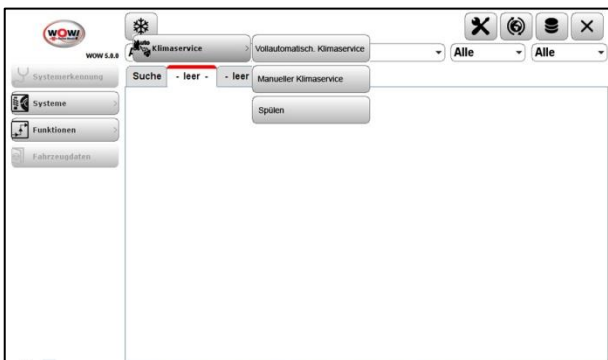 WOW!
WOW 5.8.8
Klimaservice
Vollautomatisch. Klimaservice
Alle
Alle
Systemerkennung
Suche
- leer -
- leer
Manueller Klimaservice
Systeme
Spülen
Funktionen
Fahrzeugdaten